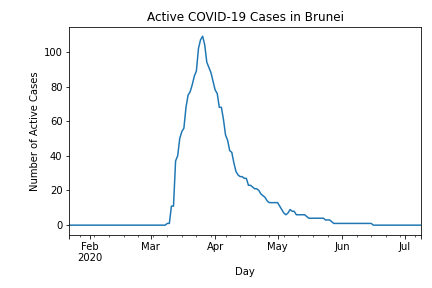 Active COVID-19 Cases in Brunei
Number of Active Cases
100
80
60
40
20
0
Feb Mar Apr May Jun Jul
2020
Day